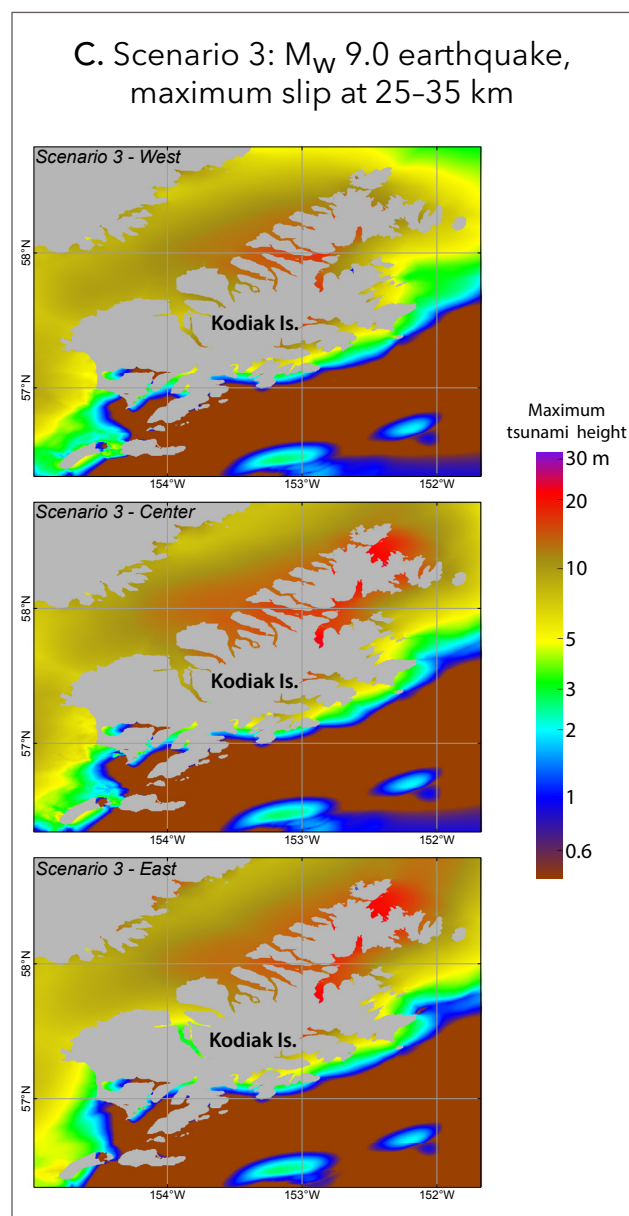 C. Scenario 3: Mw 9.0 earthquake,
maximum slip at 25–35 km
Scenario 3 - West
58°N
Kodiak Is.
57°N
154°W
153°W
152°W
Scenario 3 - Center
58°N
Kodiak Is.
57°N
154°W
153°W
152°W
Scenario 3 - East
58°N
Kodiak Is.
57°N
154°W
153°W
152°W
Maximum
tsunami height
30 m
20
10
5
3
2
1
0.6